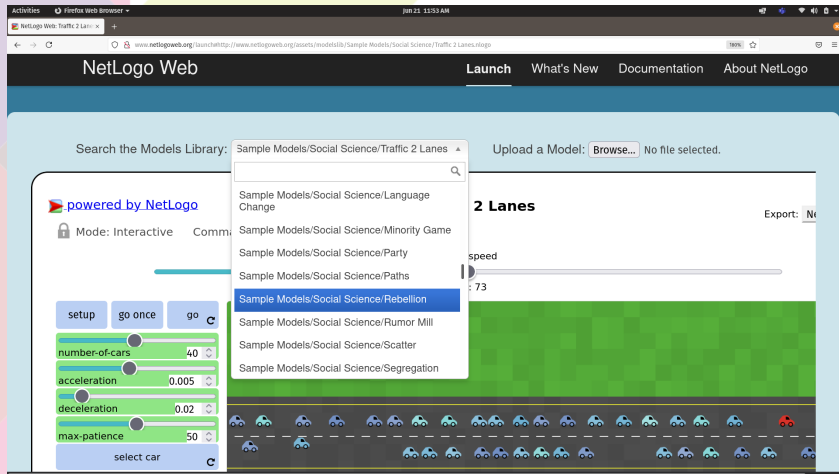 Activities
Firefox Web Browser
Jun 21 11:53 AM
NetLogo Web: Traffic 2 Lane
www.netlogoweb.org/launch#http://www.netlogoweb.org/assets/modelslib/Sample Models/Social Science/Traffic 2 Lanes.nlogo
180%
NetLogo Web
Launch
What's New
Documentation
About NetLogo
Search the Models Library:
Sample Models/Social Science/Traffic 2 Lanes
Upload a Model:
Browse...
No file selected.
Sample Models/Social Science/Language
Change
Sample Models/Social Science/Minority Game
Sample Models/Social Science/Party
Sample Models/Social Science/Paths
Sample Models/Social Science/Rebellion
Sample Models/Social Science/Rumor Mill
Sample Models/Social Science/Scatter
Sample Models/Social Science/Segregation
powered by NetLogo
2 Lanes
Export:
Mode: Interactive
Comm
speed
: 73
setup
go once
go
number-of-cars
40
acceleration
0.005
deceleration
0.02
max-patience
50
select car